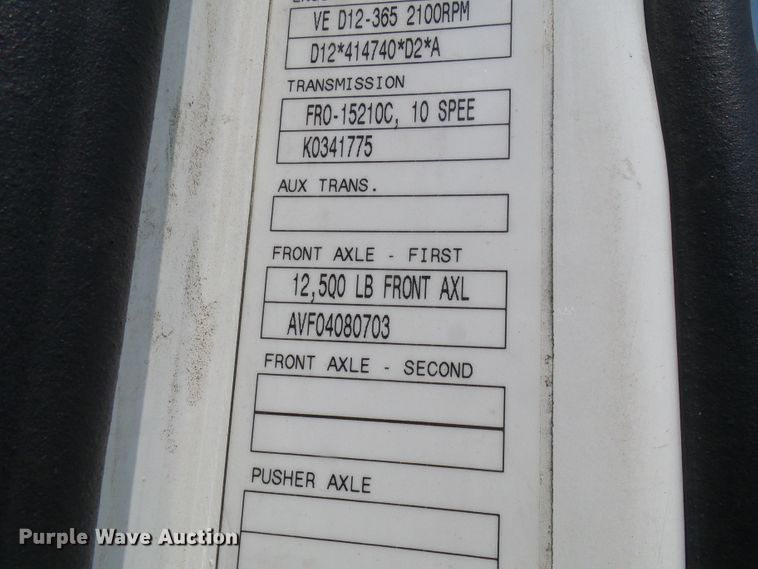 VE D12-365 2100RPM
D12*414740*D2*A
TRANSMISSION
FRO-15210C, 10 SPEE
K0341775
AUX TRANS.
FRONT AXLE - FIRST
12,500 LB FRONT AXL
AVF04080703
FRONT AXLE - SECOND
PUSHER AXLE
Purple Wave Auction